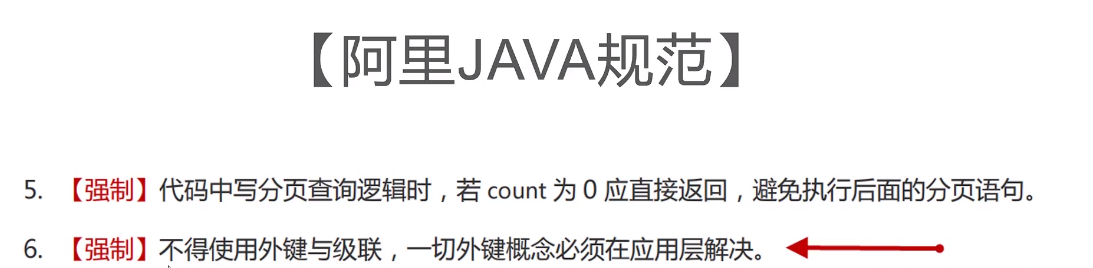 【阿里JAVA规范】
5. 【强制】代码中写分页查询逻辑时，若 count 为 0 应直接返回，避免执行后面的分页语句。
6. 【强制】不得使用外键与级联，一切外键概念必须在应用层解决。